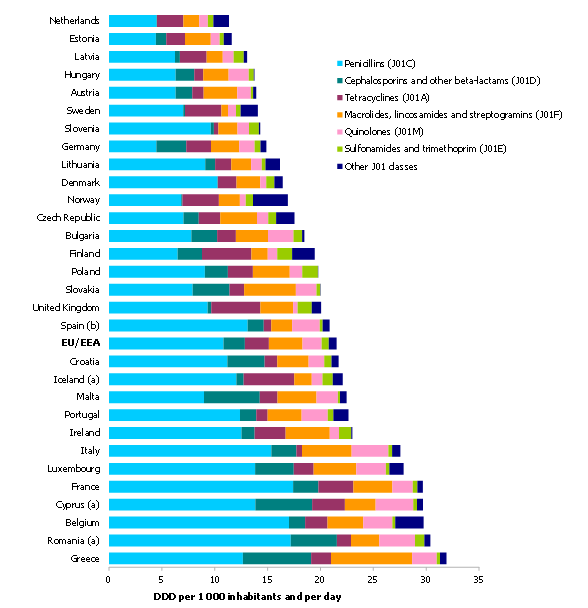 Netherlands
Estonia
Latvia
Hungary
Austria
Sweden
Slovenia
Germany
Lithuania
Denmark
Norway
Czech Republic
Bulgaria
Finland
Poland
Slovakia
United Kingdom
Spain (b)
EU/EEA
Croatia
Iceland (a)
Malta
Portugal
Ireland
Italy
Luxembourg
France
Cyprus (a)
Belgium
Romania (a)
Greece
Penicillins (J01C)
Cephalosporins and other beta-lactams (J01D)
Tetracyclines (J01A)
Macrolides, lincosamides and streptogramins (J01F)
Quinolones (J01M)
Sulfonamides and trimethoprim (J01E)
Other J01 classes
0 5 10 15 20 25 30 35
DDD per 1000 inhabitants and per day